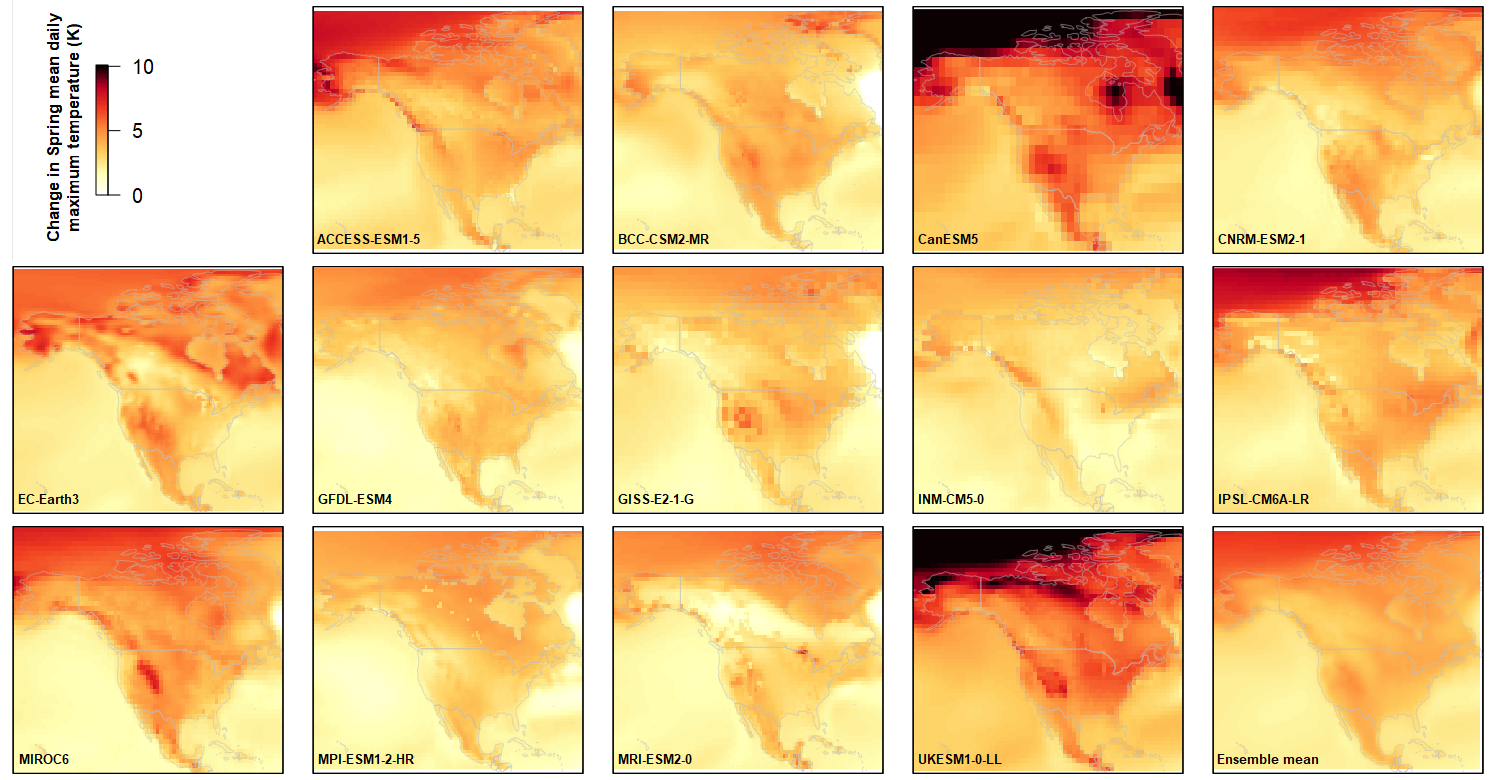 Change in Spring mean daily
maximum temperature (K)
10
5
0
ACCESS-ESM1-5
BCC-CSM2-MR
CanESM5
CNRM-ESM2-1
EC-Earth3
GFDL-ESM4
GISS-E2-1-G
INM-CM5-0
IPSL-CM6A-LR
MIROC6
MPI-ESM1-2-HR
MRI-ESM2-0
UKESM1-0-LL
Ensemble mean